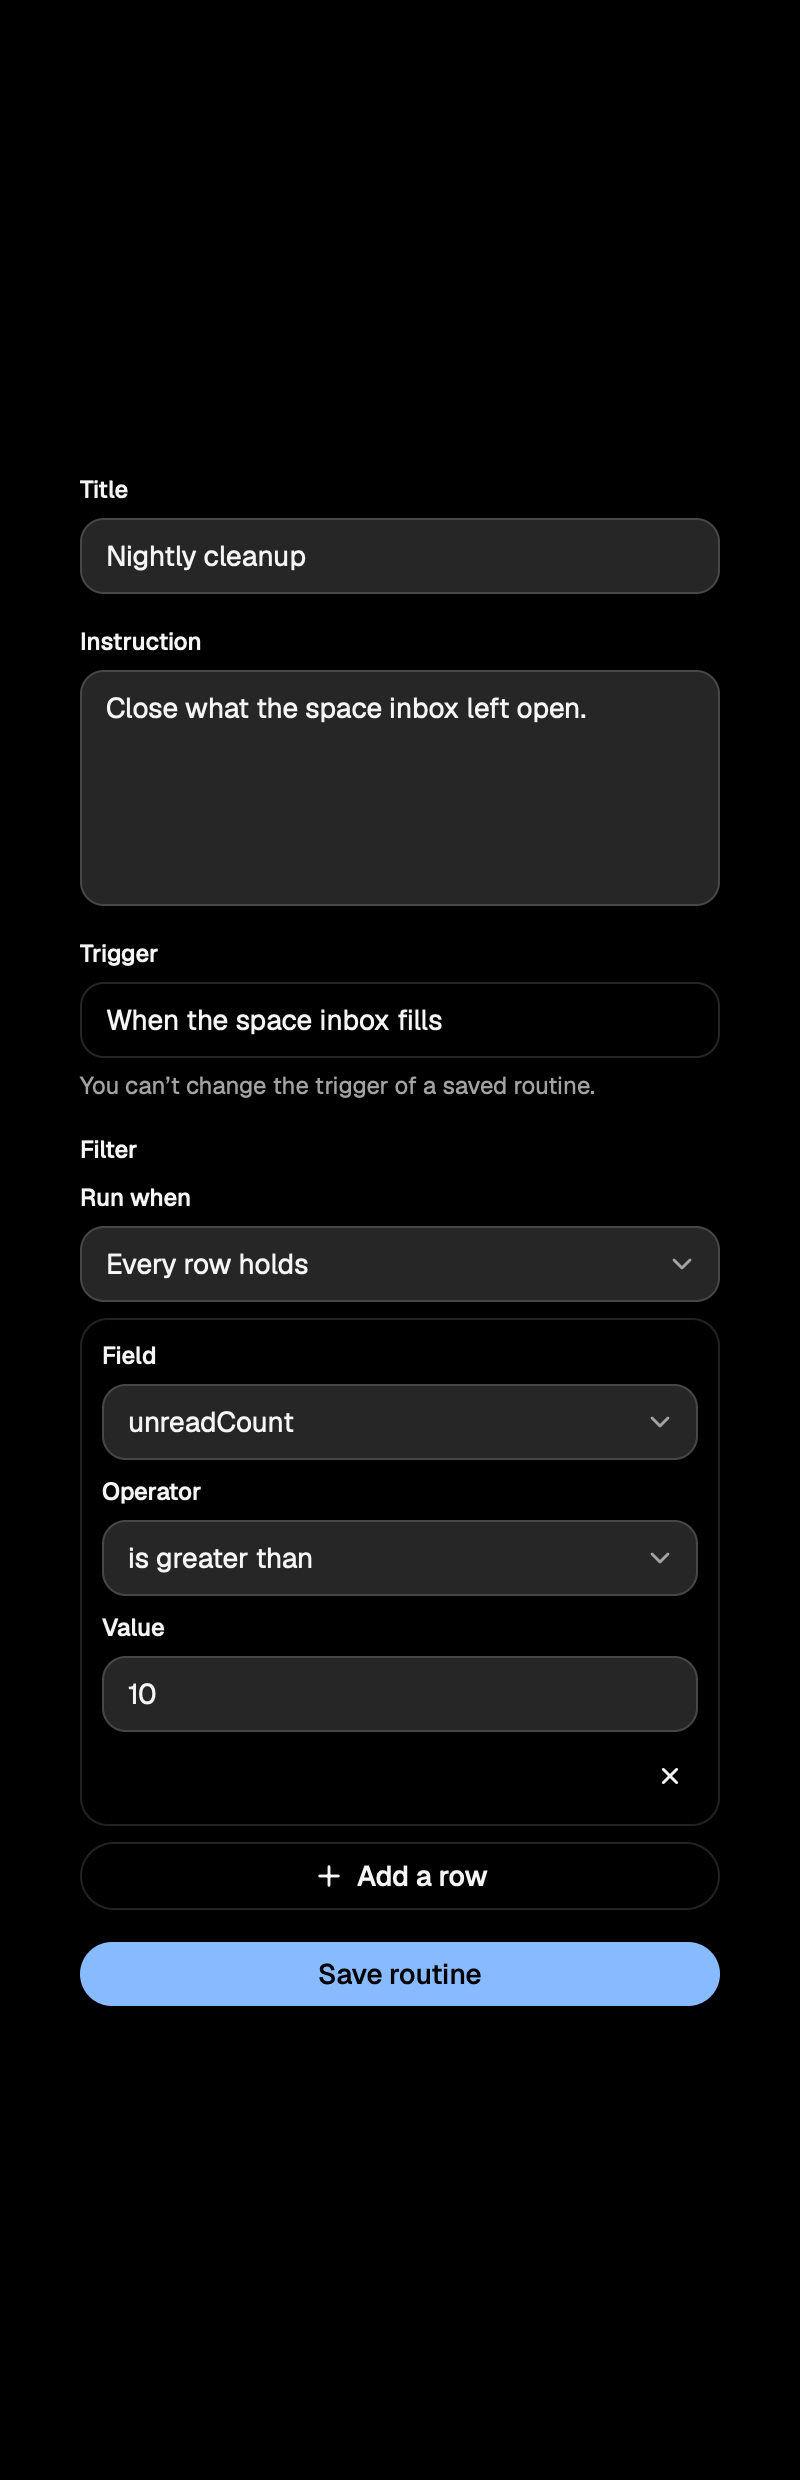 Title
Nightly cleanup
Instruction
Close what the space inbox left open.
Trigger
When the space inbox fills
You can’t change the trigger of a saved routine.
Filter
Run when
Every row holds
Field
unreadCount
Operator
is greater than
Value
10
Add a row
Save routine